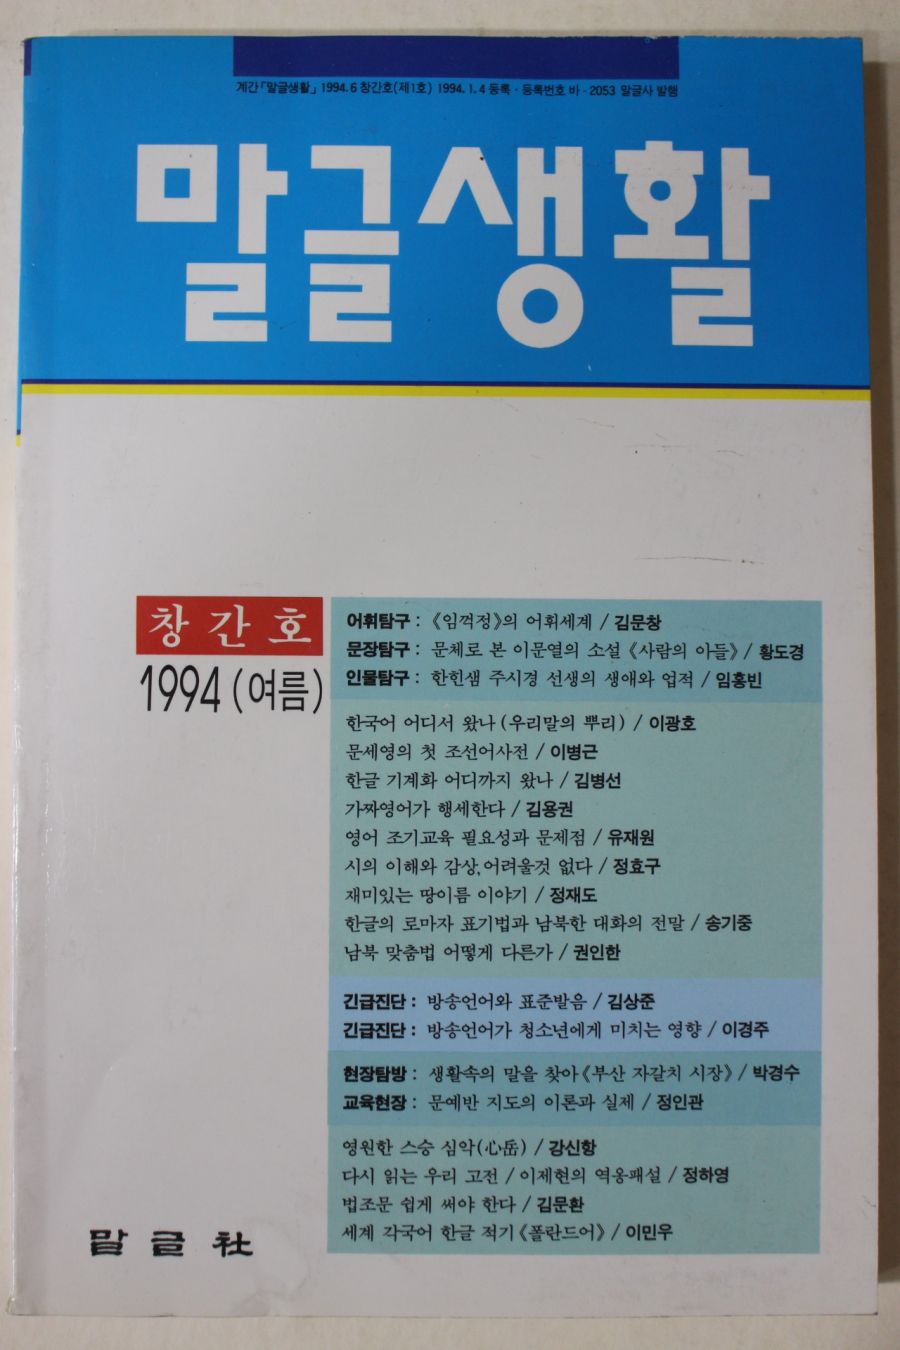 계간「말글생활」 1994. 6 창간호(제1호) 1994. 1. 4 등록 · 등록번호 바 - 2053 말글사 발행
말글생활
창간호
1994 (여름)
어휘탐구 : 《임꺽정》의 어휘세계 / 김문창
문장탐구 : 문체로 본 이문열의 소설 《사람의 아들》 / 황도경
인물탐구 : 한힌샘 주시경 선생의 생애와 업적 / 임홍빈
한국어 어디서 왔나 (우리말의 뿌리) / 이광호
문세영의 첫 조선어사전 / 이병근
한글 기계화 어디까지 왔나 / 김병선
가짜영어가 행세한다 / 김용권
영어 조기교육 필요성과 문제점 / 유재원
시의 이해와 감상, 어려울것 없다 / 정효구
재미있는 땅이름 이야기 / 정재도
한글의 로마자 표기법과 남북한 대화의 전말 / 송기중
남북 맞춤법 어떻게 다른가 / 권인한
긴급진단 : 방송언어와 표준발음 / 김상준
긴급진단 : 방송언어가 청소년에게 미치는 영향 / 이경주
현장탐방 : 생활속의 말을 찾아《부산 자갈치 시장》 / 박경수
교육현장 : 문예반 지도의 이론과 실제 / 정인관
영원한 스승 심악(心岳) / 강신항
다시 읽는 우리 고전 / 이제현의 역옹패설 / 정하영
법조문 쉽게 써야 한다 / 김문환
세계 각국어 한글 적기《폴란드어》 / 이민우
말글社